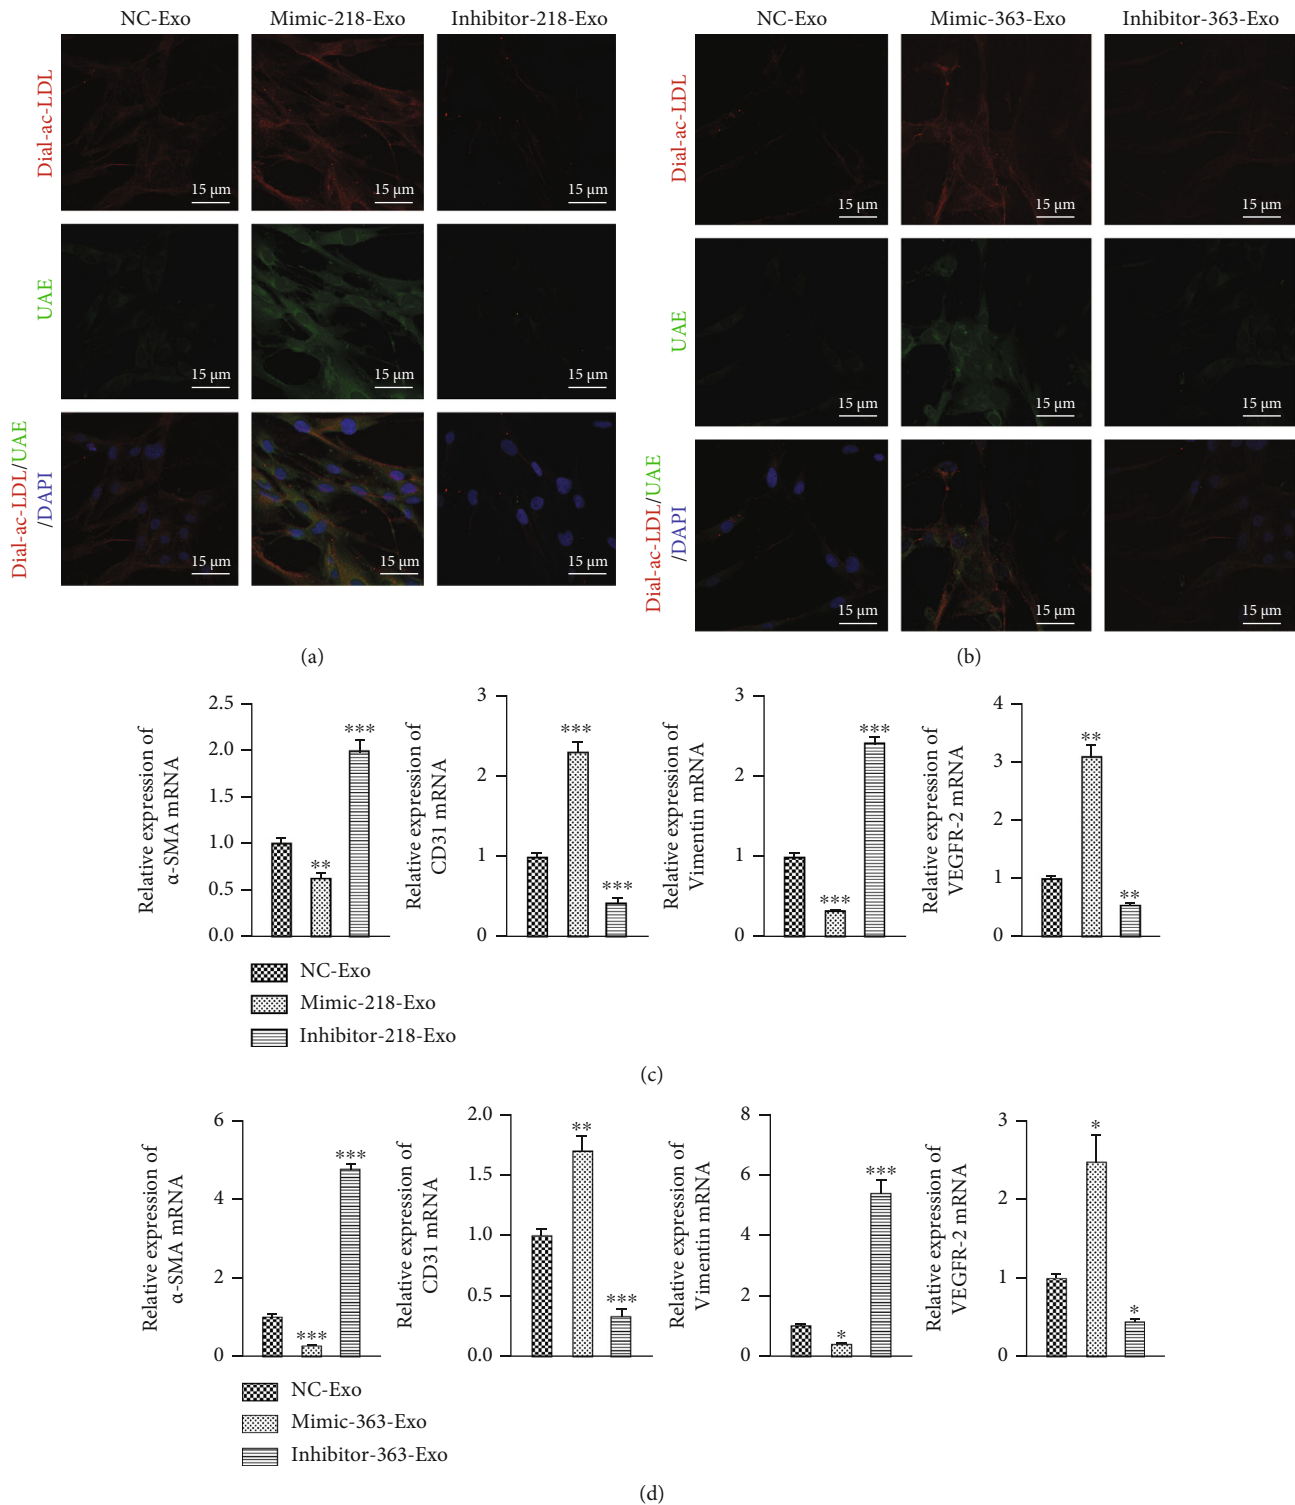 NC-Exo Mimic-218-Exo Inhibitor-218-Exo
Dial-ac-LDL
15 μm 15 μm 15 μm
UAE
15 μm 15 μm 15 μm
Dial-ac-LDL/UAE
/DAPI
15 μm 15 μm 15 μm
(a)
NC-Exo Mimic-363-Exo Inhibitor-363-Exo
Dial-ac-LDL
15 μm 15 μm 15 μm
UAE
15 μm 15 μm 15 μm
Dial-ac-LDL/UAE
/DAPI
15 μm 15 μm 15 μm
(b)
Relative expression of
α-SMA mRNA
2.5
2.0
1.5
1.0
0.5
0.0
**
***
Relative expression of
CD31 mRNA
3
2
1
0
***
***
Relative expression of
Vimentin mRNA
3
2
1
0
***
***
Relative expression of
VEGFR-2 mRNA
4
3
2
1
0
**
**
NC-Exo
Mimic-218-Exo
Inhibitor-218-Exo
(c)
Relative expression of
α-SMA mRNA
6
4
2
0
***
***
Relative expression of
CD31 mRNA
2.0
1.5
1.0
0.5
0.0
**
***
Relative expression of
Vimentin mRNA
8
6
4
2
0
*
***
Relative expression of
VEGFR-2 mRNA
3
2
1
0
*
*
NC-Exo
Mimic-363-Exo
Inhibitor-363-Exo
(d)